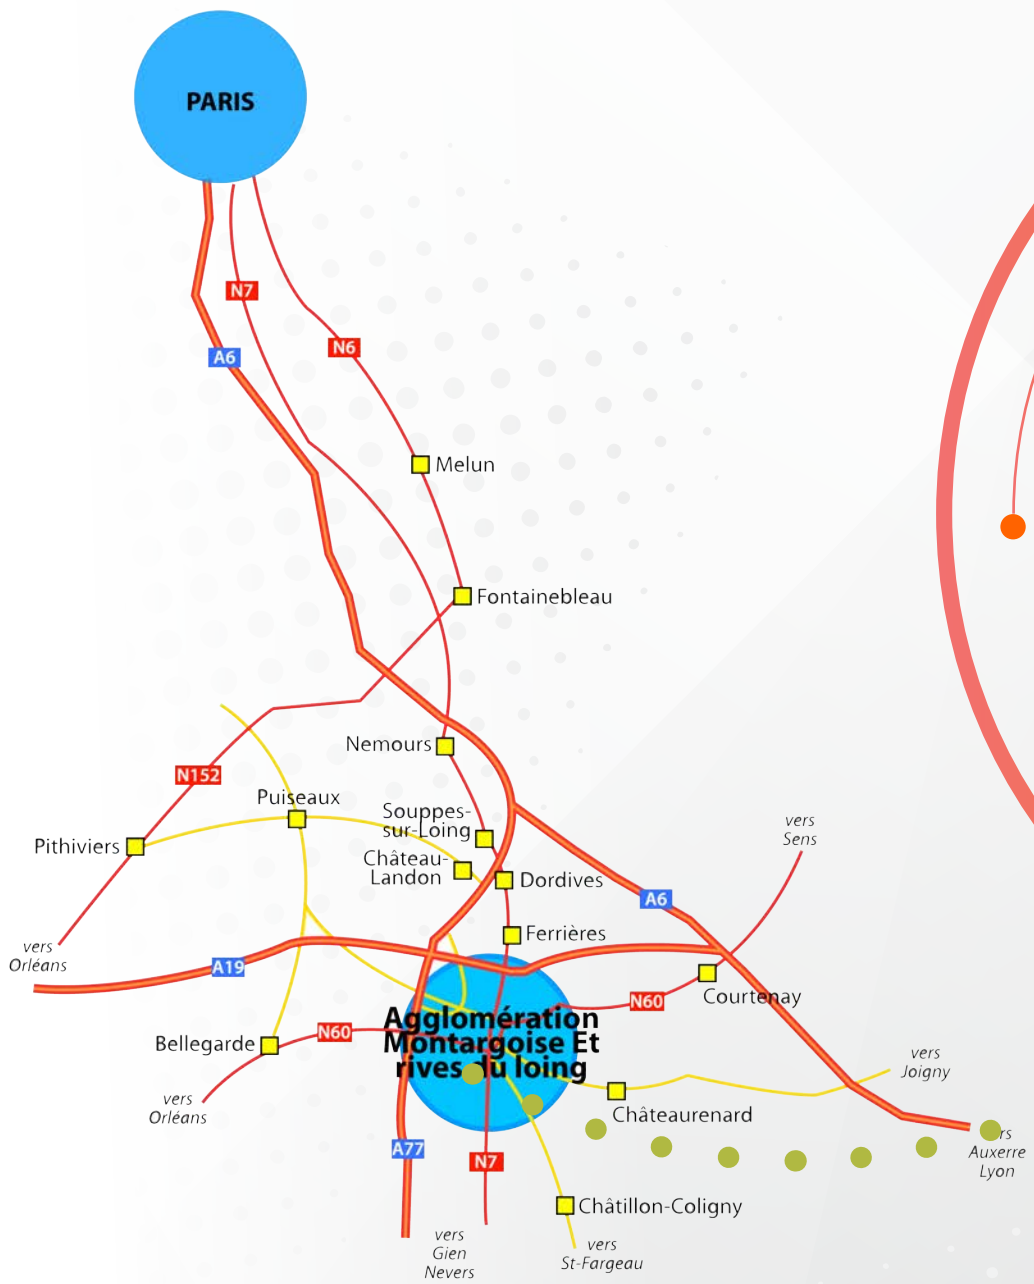 PARIS
N7
N6
A6
Melun
Fontainebleau
Nemours
N152
Puiseaux
Souppes-
sur-Loing
Pithiviers
vers
Sens
Château-
Landon
Dordives
A6
Ferrières
vers
Orléans
A19
Courtenay
N60
Agglomération
Montargoise Et
rives du loing
N60
Bellegarde
vers
Joigny
vers
Orléans
Châteaurenard
A77
N7
Auxerre
Lyon
Châtillon-Coligny
vers
Gien
Nevers
vers
St-Fargeau